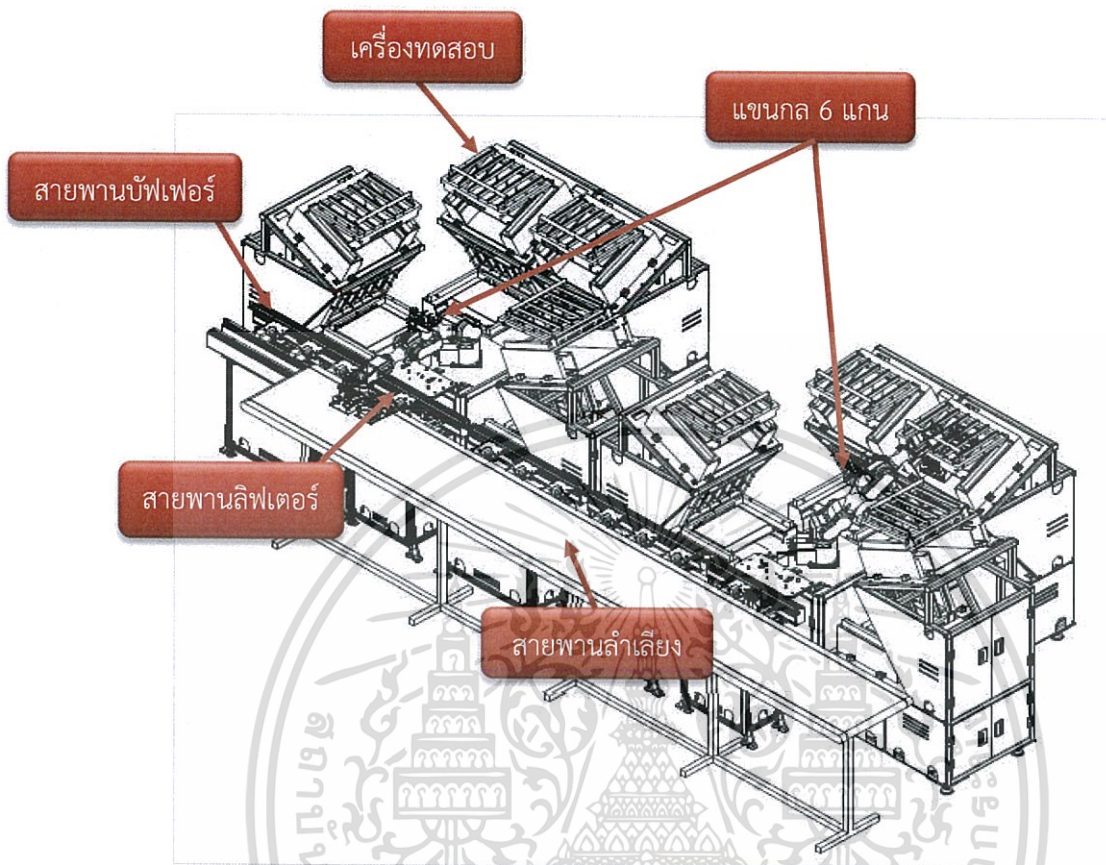 เครื่องทดสอบ
แขนกล 6 แกน
สายพานบัฟเฟอร์
สายพานลิฟเตอร์
สายพานลำเลียง